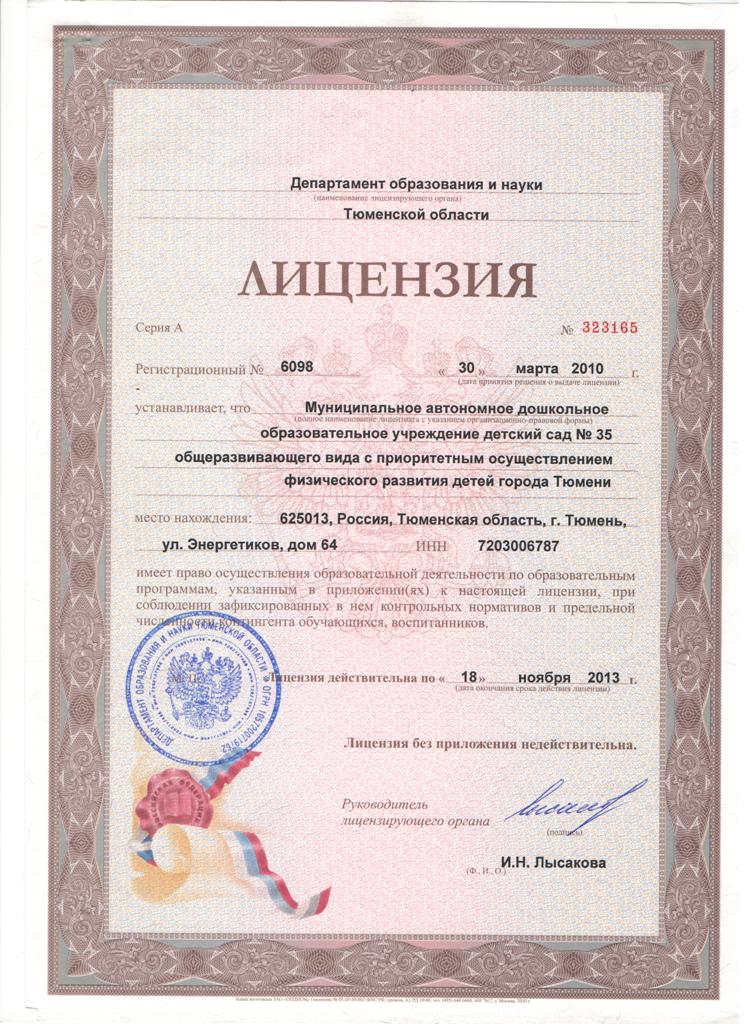 Департамент образования и науки
(наименование лицензирующего органа)
Тюменской области
ЛИЦЕНЗИЯ
Серия А № 323165
Регистрационный № 6098 « 30 » марта 2010 г.
(дата принятия решения о выдаче лицензии)
устанавливает, что Муниципальное автономное дошкольное
(полное наименование лицензиата с указанием организационно-правовой формы)
образовательное учреждение детский сад № 35
общеразвивающего вида с приоритетным осуществлением
физического развития детей города Тюмени
место нахождения: 625013, Россия, Тюменская область, г. Тюмень,
ул. Энергетиков, дом 64 ИНН 7203006787
имеет право осуществления образовательной деятельности по образовательным
программам, указанным в приложении(ях) к настоящей лицензии, при
соблюдении зафиксированных в нем контрольных нормативов и предельной
численности контингента обучающихся, воспитанников.
ДЕПАРТАМЕНТ ОБРАЗОВАНИЯ И НАУКИ ТЮМЕНСКОЙ ОБЛАСТИ * ОГРН 1057200719762
М. П.
Лицензия действительна по « 18 » ноября 2013 г.
(дата окончания срока действия лицензии)
Лицензия без приложения недействительна.
РОССИЙСКАЯ ФЕДЕРАЦИЯ
Руководитель
лицензирующего органа
(подпись)
И.Н. Лысакова
(Ф., И., О.)